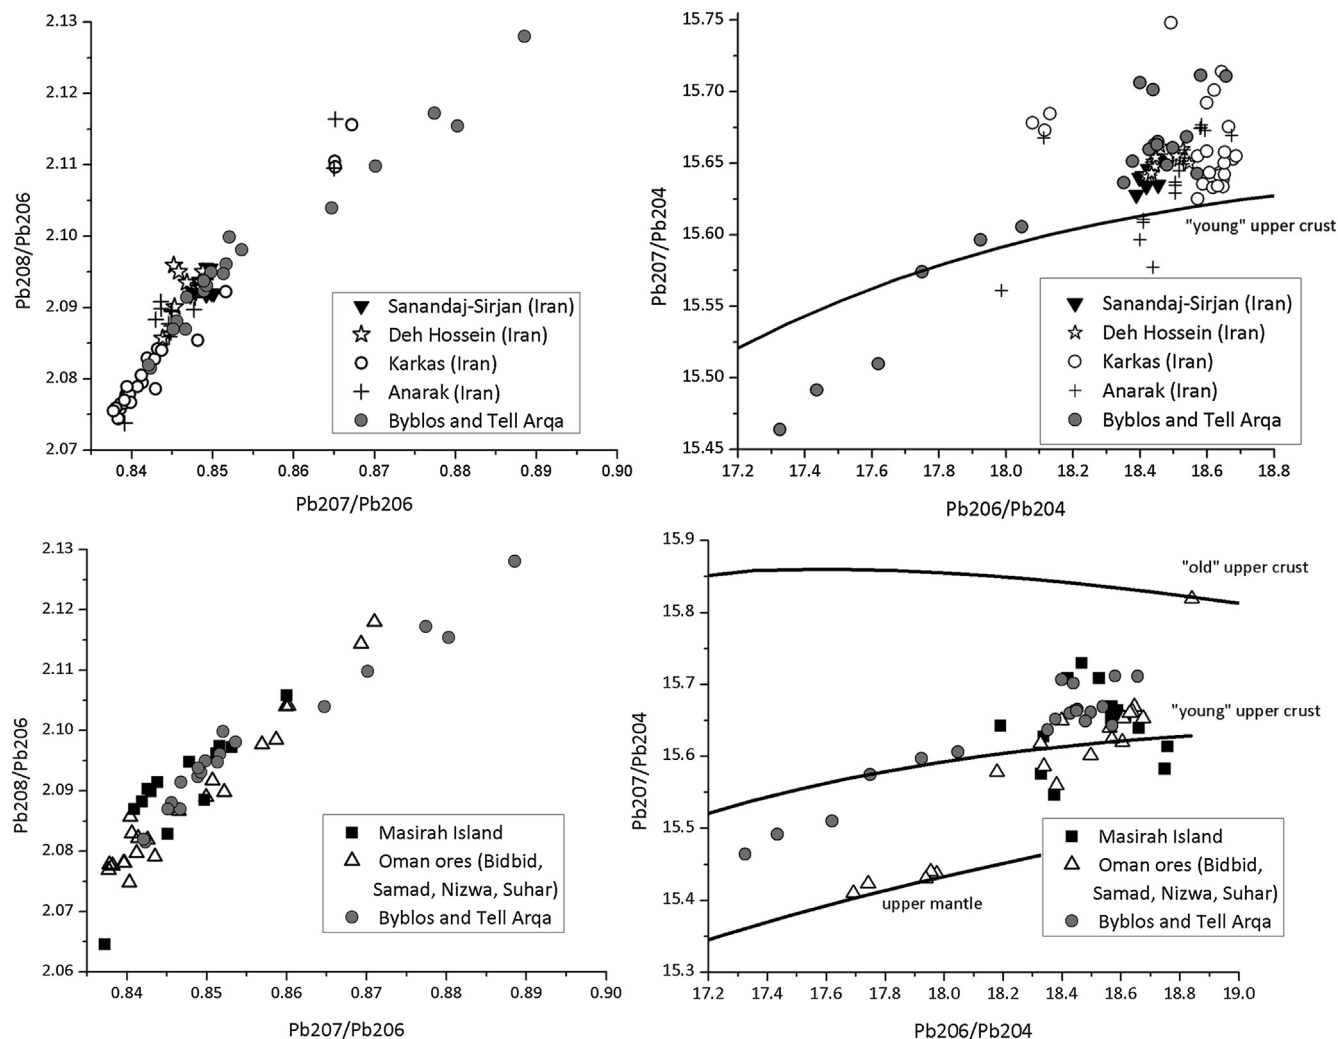 2.13
2.12
2.11
2.10
2.09
2.08
2.07
Pb208/Pb206
0.84 0.85 0.86 0.87 0.88 0.89 0.90
Pb207/Pb206
Sanandaj-Sirjan (Iran)
Deh Hossein (Iran)
Karkas (Iran)
Anarak (Iran)
Byblos and Tell Arqa
15.75
15.70
15.65
15.60
15.55
15.50
15.45
Pb207/Pb204
"young" upper crust
Sanandaj-Sirjan (Iran)
Deh Hossein (Iran)
Karkas (Iran)
Anarak (Iran)
Byblos and Tell Arqa
17.2 17.4 17.6 17.8 18.0 18.2 18.4 18.6 18.8
Pb206/Pb204
2.13
2.12
2.11
2.10
2.09
2.08
2.07
2.06
Pb208/Pb206
Masirah Island
Oman ores (Bidbid,
Samad, Nizwa, Suhar)
Byblos and Tell Arqa
0.84 0.85 0.86 0.87 0.88 0.89 0.90
Pb207/Pb206
15.9
15.8
15.7
15.6
15.5
15.4
15.3
Pb207/Pb204
"old" upper crust
"young" upper crust
upper mantle
Masirah Island
Oman ores (Bidbid,
Samad, Nizwa, Suhar)
Byblos and Tell Arqa
17.2 17.4 17.6 17.8 18.0 18.2 18.4 18.6 18.8 19.0
Pb206/Pb204